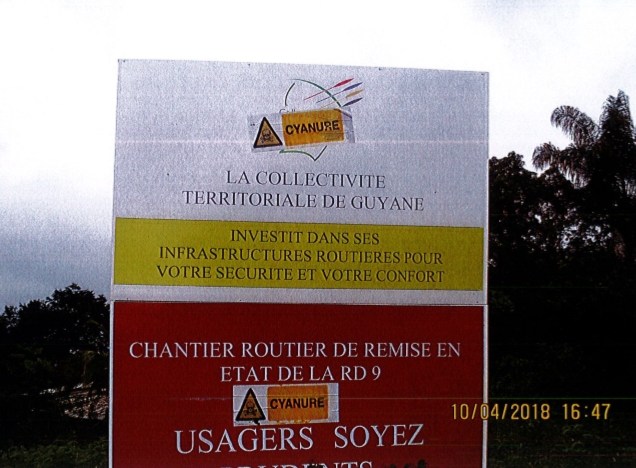 CYANURE
LA COLLECTIVITE
TERRITORIALE DE GUYANE
INVESTIT DANS SES
INFRASTRUCTURES ROUTIERES POUR
VOTRE SECURITE ET VOTRE CONFORT
CHANTIER ROUTIER DE REMISE EN
ETAT DE LA RD 9
CYANURE
10/04/2018 16:47
USAGERS SOYEZ
PRUDENTS